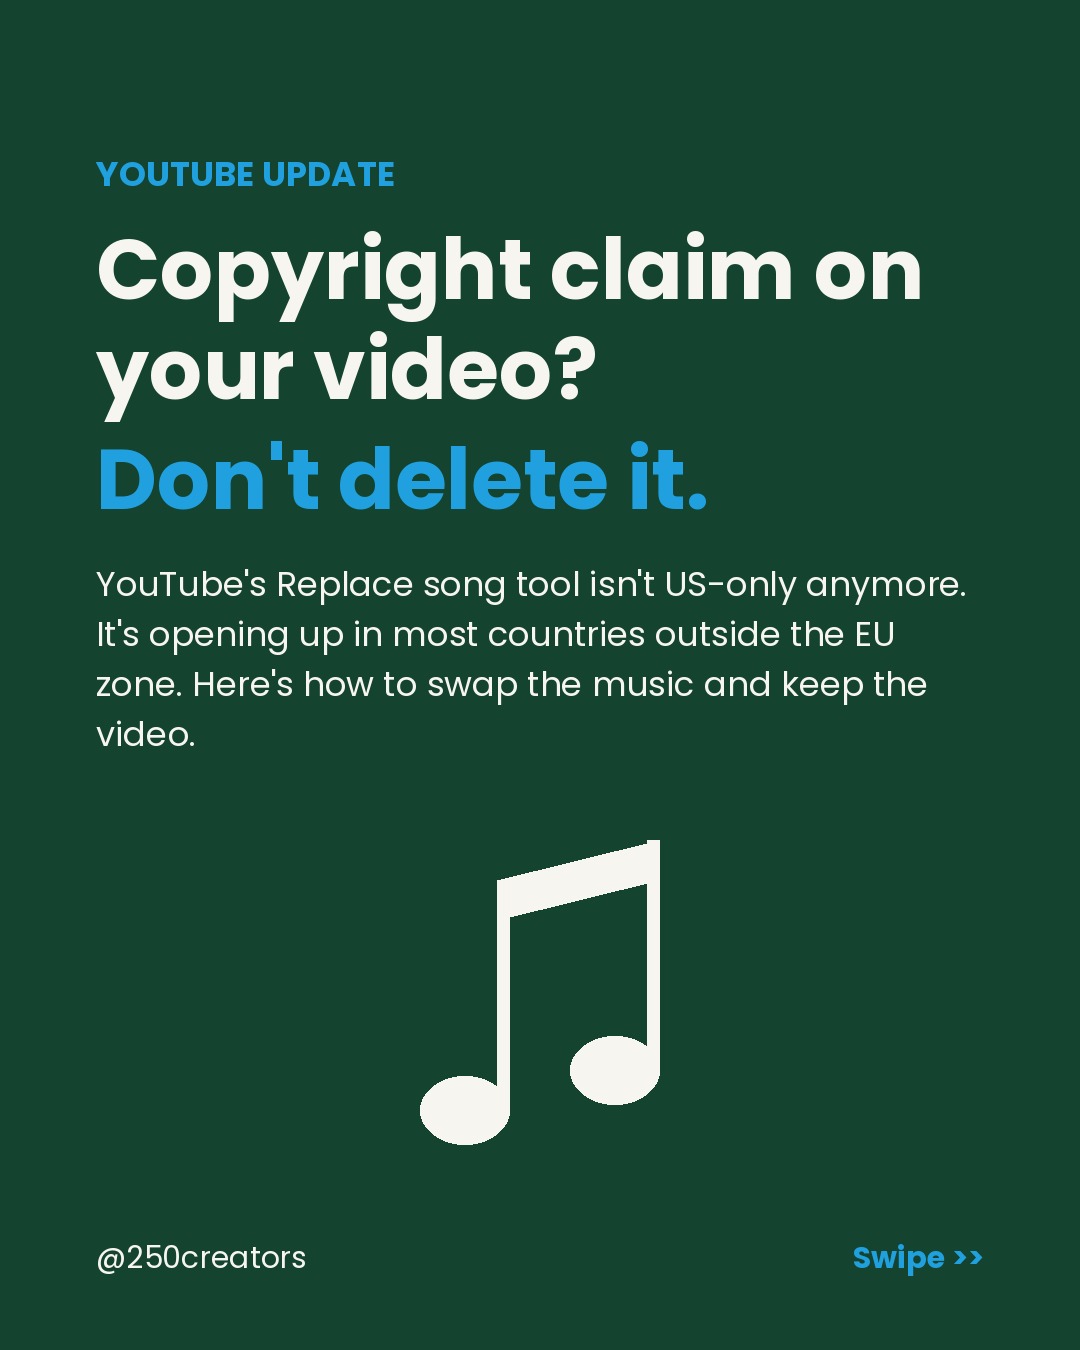 YOUTUBE UPDATE
Copyright claim on
your video?
Don't delete it.
YouTube's Replace song tool isn't US-only anymore.
It's opening up in most countries outside the EU
zone. Here's how to swap the music and keep the
video.
@250creators
Swipe >>